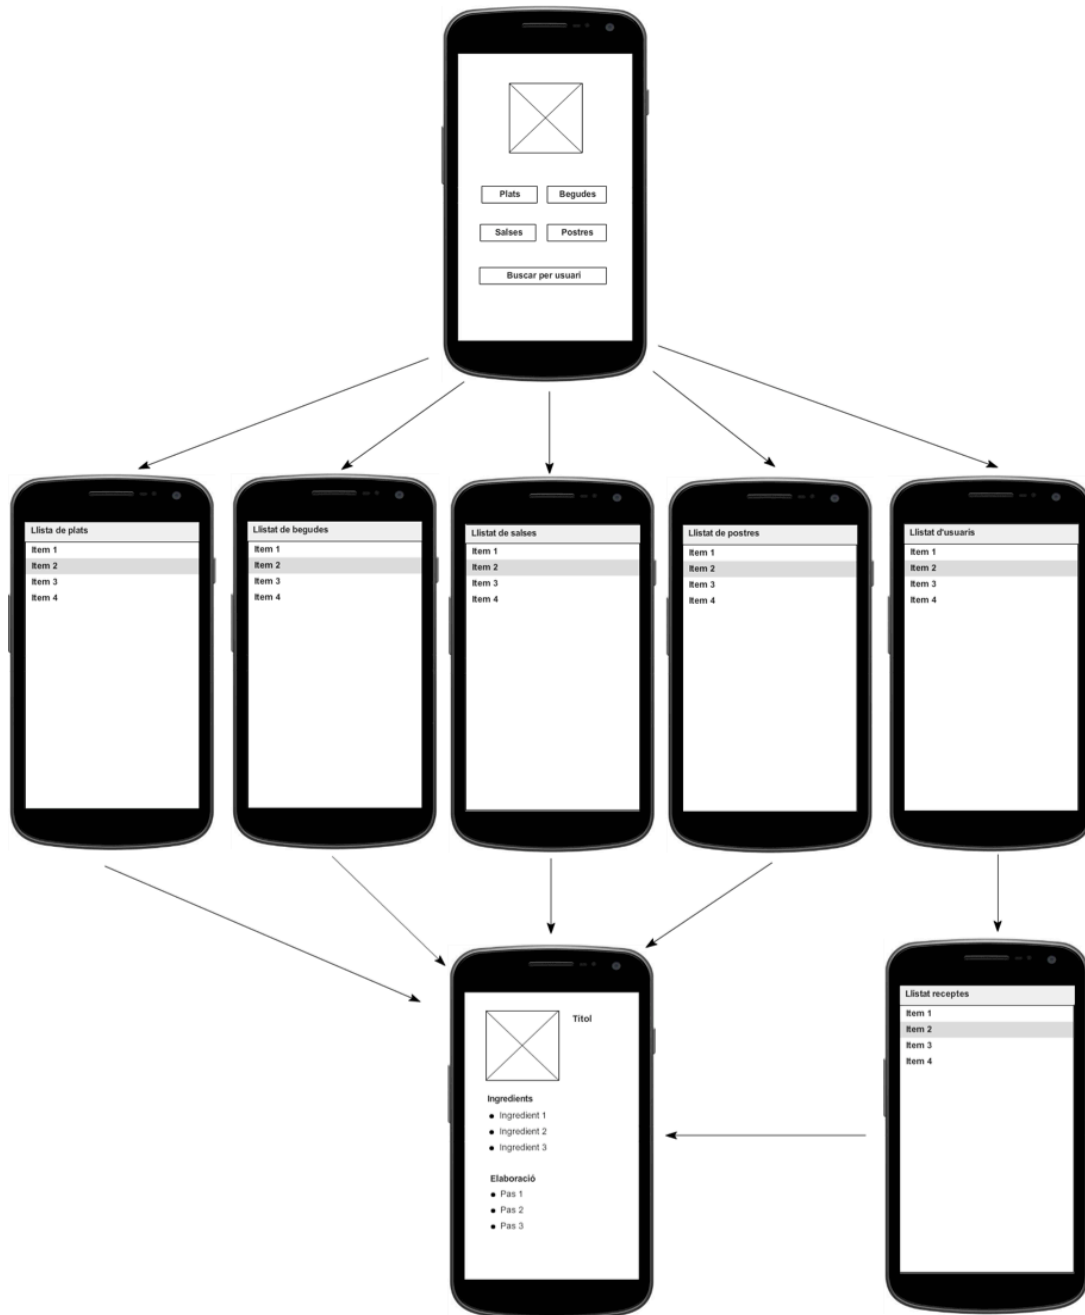 Plats
Begudes
Salses
Postres
Buscar per usuari
Llista de plats
Item 1
Item 2
Item 3
Item 4
Llistat de begudes
Item 1
Item 2
Item 3
Item 4
Llistat de salses
Item 1
Item 2
Item 3
Item 4
Llistat de postres
Item 1
Item 2
Item 3
Item 4
Llistat d'usuaris
Item 1
Item 2
Item 3
Item 4
Títol
Ingredients
Ingredient 1
Ingredient 2
Ingredient 3
Elaboració
Pas 1
Pas 2
Pas 3
Llistat receptes
Item 1
Item 2
Item 3
Item 4